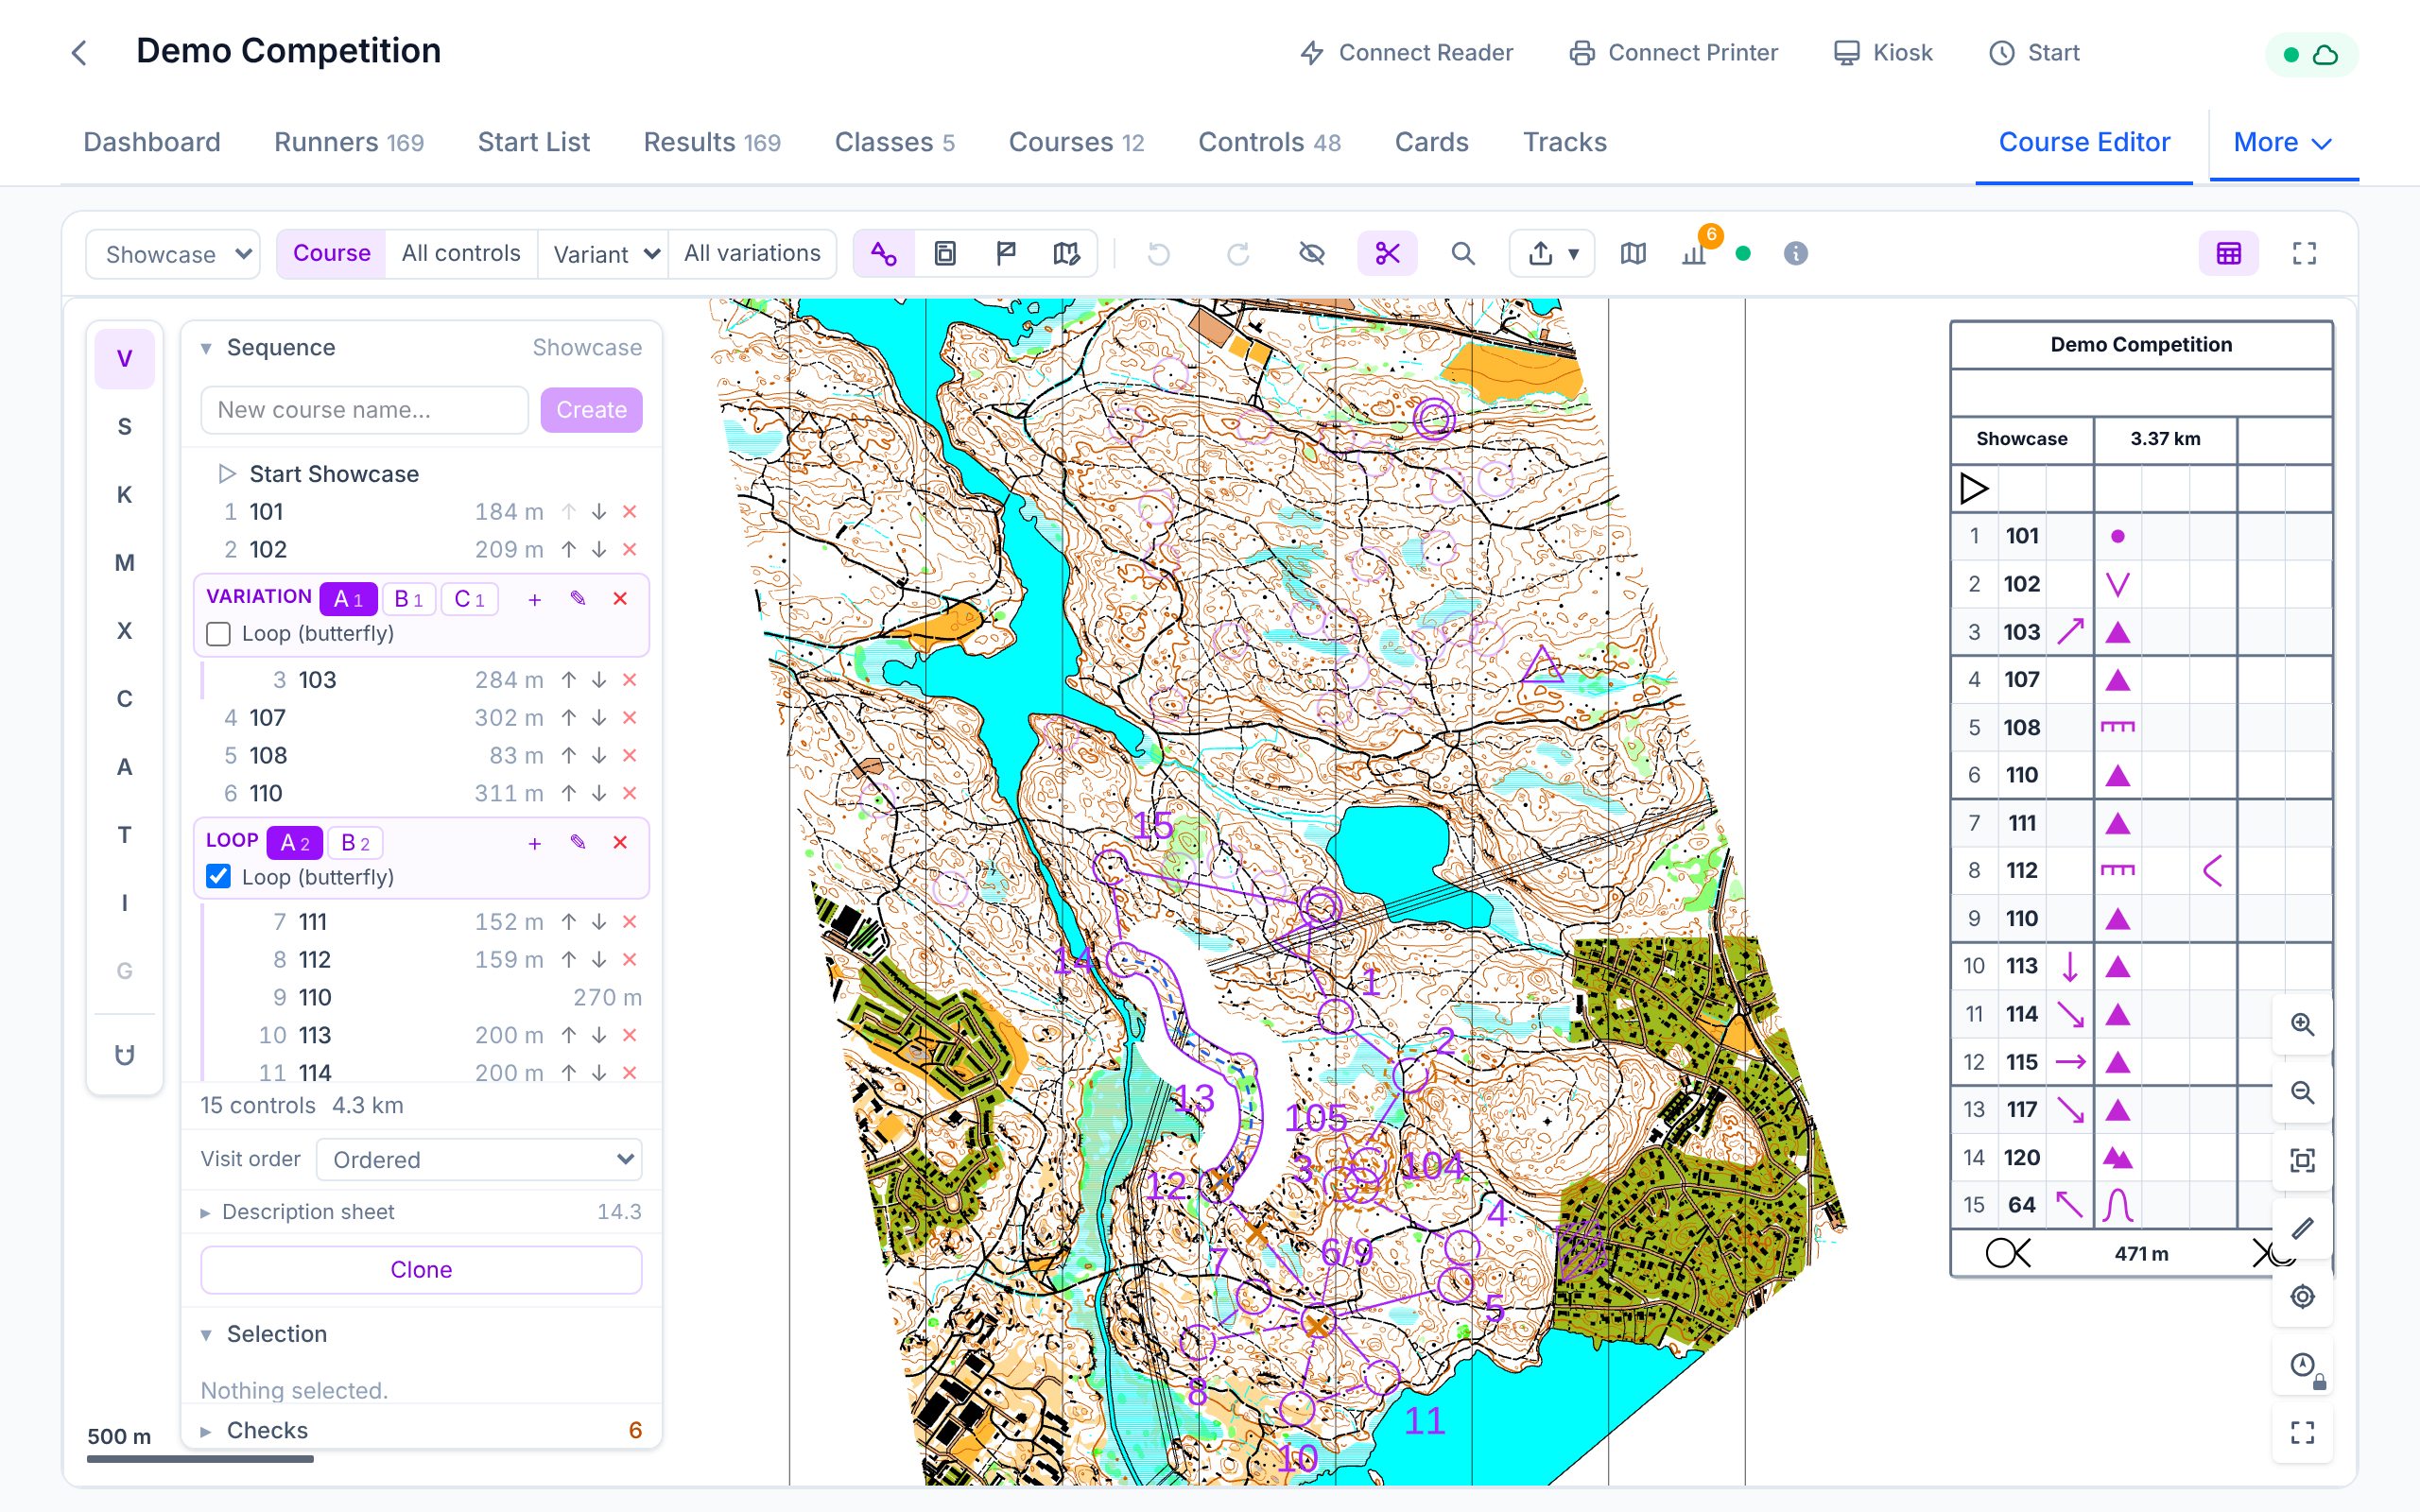 Demo Competition
Connect Reader
Connect Printer
Kiosk
Start
Dashboard
Runners 169
Start List
Results 169
Classes 5
Courses 12
Controls 48
Cards
Tracks
Course Editor
More
Showcase
Course
All controls
Variant
All variations
6
V
S
K
M
X
C
A
T
I
G
Sequence
Showcase
New course name...
Create
Start Showcase
1 101 184 m
2 102 209 m
VARIATION A 1 B 1 C 1
Loop (butterfly)
3 103 284 m
4 107 302 m
5 108 83 m
6 110 311 m
LOOP A 2 B 2
Loop (butterfly)
7 111 152 m
8 112 159 m
9 110 270 m
10 113 200 m
11 114 200 m
15 controls 4.3 km
Visit order Ordered
Description sheet 14.3
Clone
Selection
Nothing selected.
Checks 6
500 m
15
14
1
2
13
105
3
104
12
4
6/9
7
5
8
11
10
Demo Competition
Showcase 3.37 km
1 101
2 102
3 103
4 107
5 108
6 110
7 111
8 112
9 110
10 113
11 114
12 115
13 117
14 120
15 64
471 m